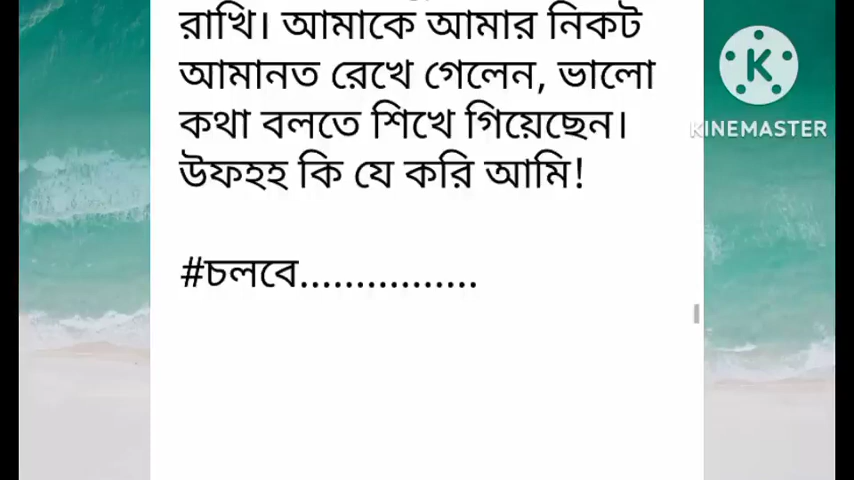 রাখি। আমাকে আমার নিকট
আমানত রেখে গেলেন, ভালো
কথা বলতে শিখে গিয়েছেন।
উফহহ কি যে করি আমি!
#চলবে................
KINEMASTER